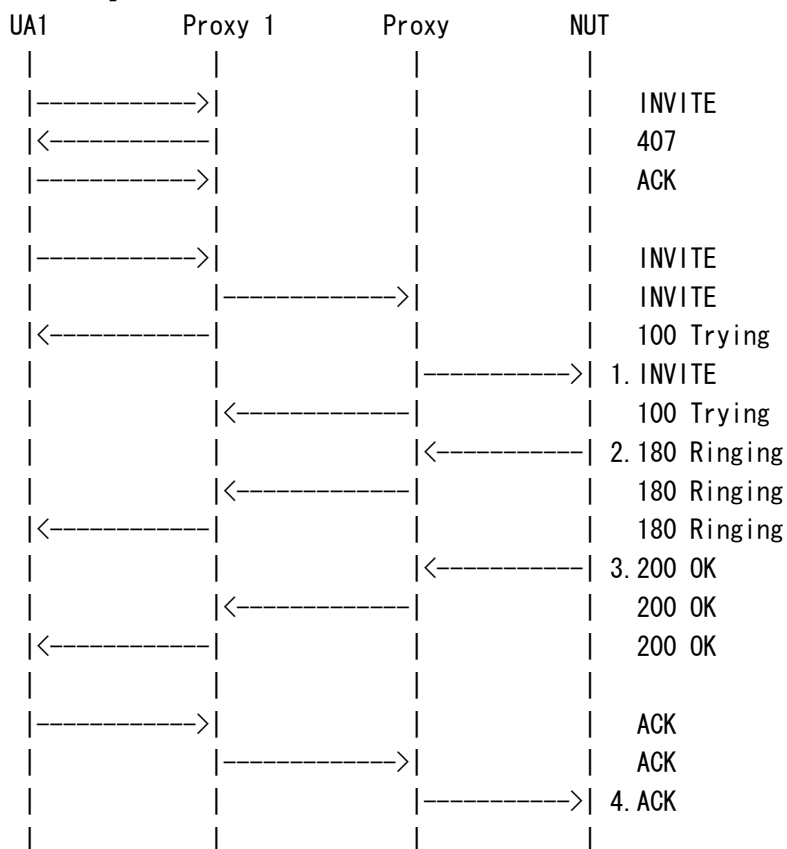 UA1 Proxy 1 Proxy NUT
INVITE
407
ACK
INVITE
INVITE
100 Trying
1. INVITE
100 Trying
2. 180 Ringing
180 Ringing
180 Ringing
3. 200 OK
200 OK
200 OK
ACK
ACK
4. ACK